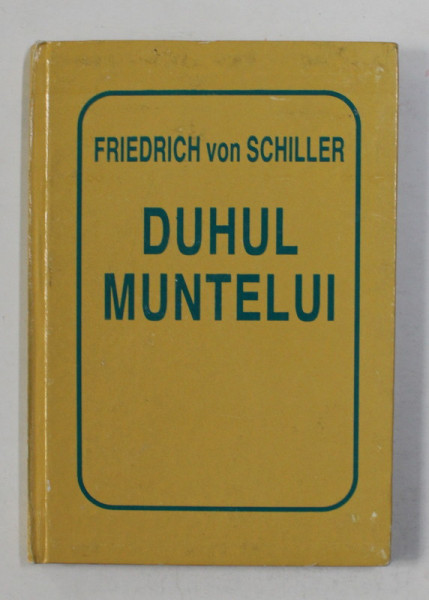 FRIEDRICH von SCHILLER
DUHUL
MUNTELUI